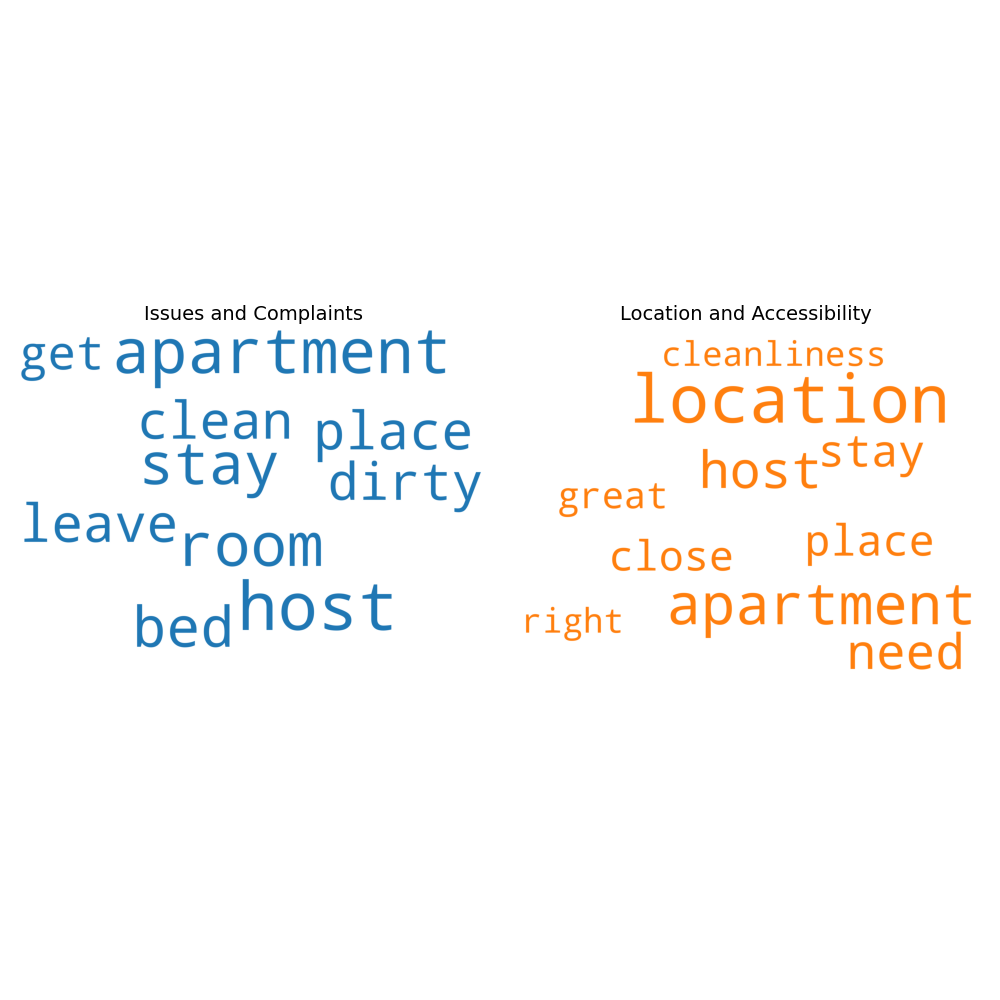 Issues and Complaints
get apartment
clean place
stay dirty
leave room
bed host
Location and Accessibility
cleanliness
location
host stay
great
close place
right apartment
need